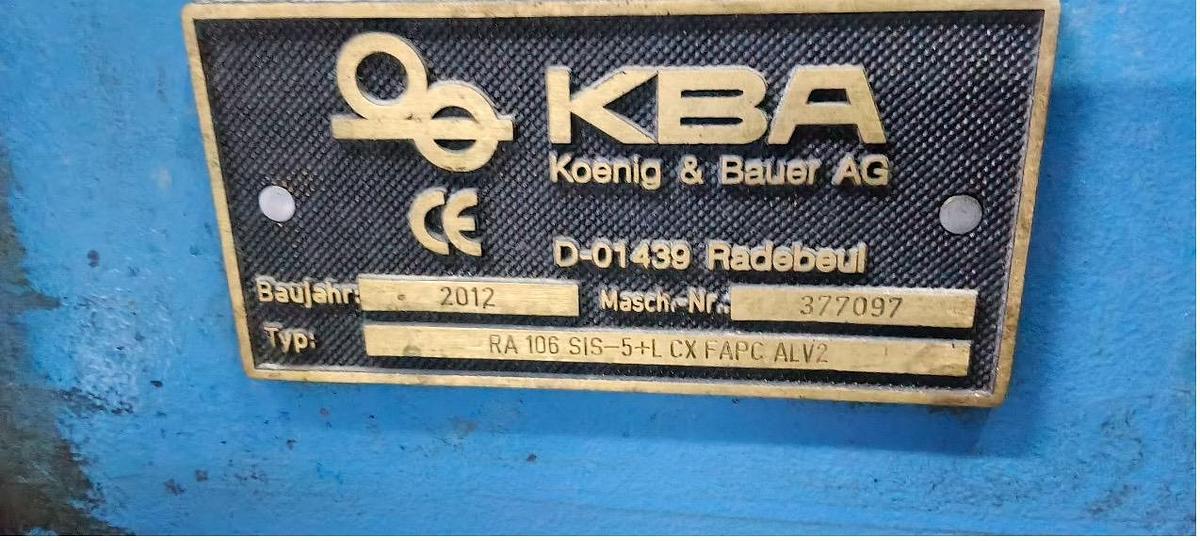 KBA
Koenig & Bauer AG
CE
D-01439 Radebeul
Baujahr: 2012 Masch.-Nr.: 377097
Typ: RA 106 SIS-5+L CX FAPC ALV2